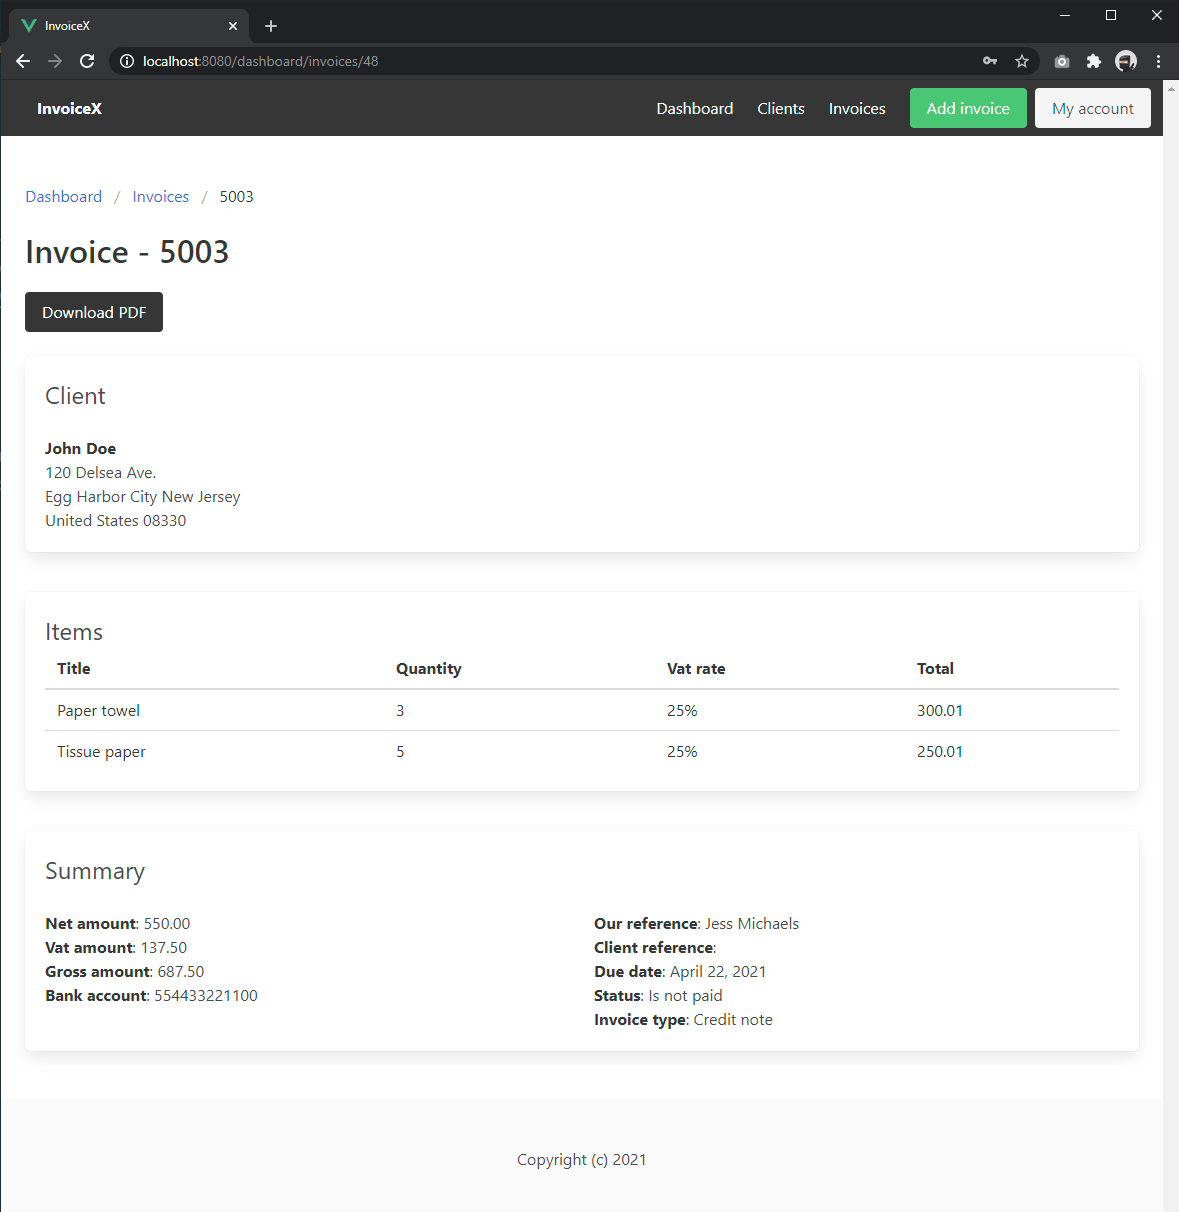 InvoiceX
localhost:8080/dashboard/invoices/48
InvoiceX Dashboard Clients Invoices Add invoice My account
Dashboard / Invoices / 5003
Invoice - 5003
Download PDF
Client
John Doe
120 Delsea Ave.
Egg Harbor City New Jersey
United States 08330
Items
Title Quantity Vat rate Total
Paper towel 3 25% 300.01
Tissue paper 5 25% 250.01
Summary
Net amount: 550.00
Vat amount: 137.50
Gross amount: 687.50
Bank account: 554433221100
Our reference: Jess Michaels
Client reference:
Due date: April 22, 2021
Status: Is not paid
Invoice type: Credit note
Copyright (c) 2021